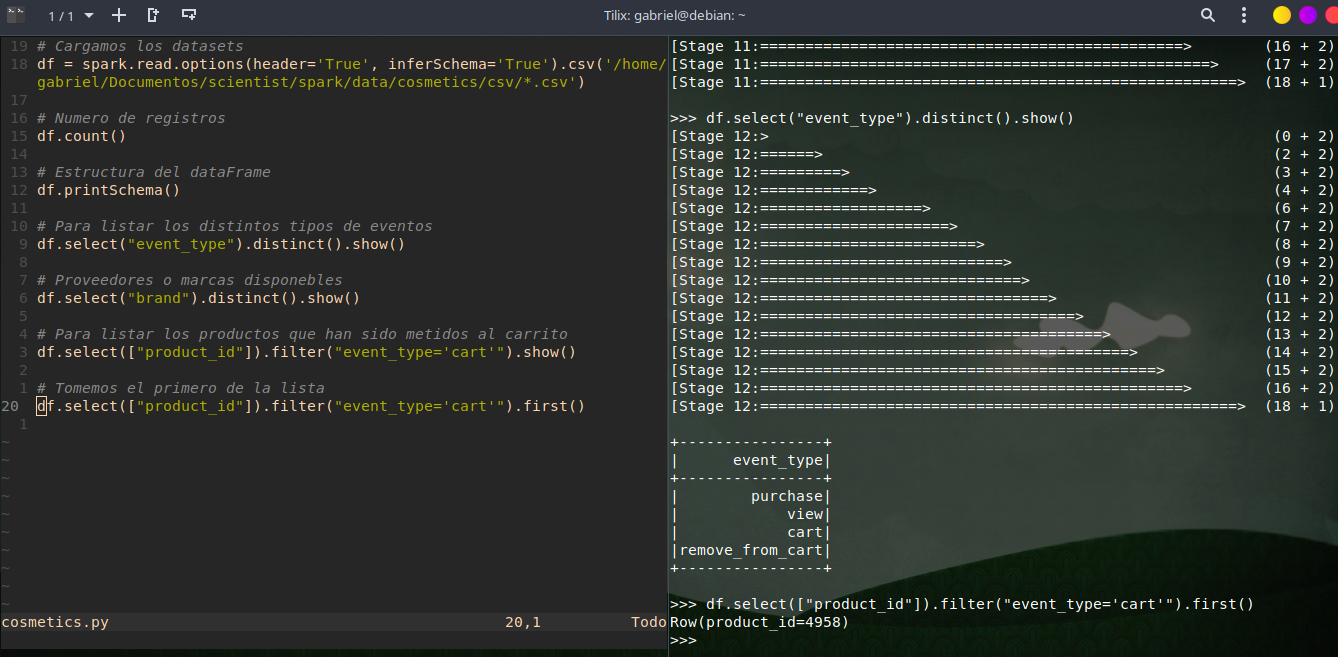 1 / 1
Tilix: gabriel@debian: ~
19 # Cargamos los datasets
18 df = spark.read.options(header='True', inferSchema='True').csv('/home/
gabriel/Documentos/scientist/spark/data/cosmetics/csv/*.csv')
17
16 # Numero de registros
15 df.count()
14
13 # Estructura del dataFrame
12 df.printSchema()
11
10 # Para listar los distintos tipos de eventos
9 df.select("event_type").distinct().show()
8
7 # Proveedores o marcas disponbles
6 df.select("brand").distinct().show()
5
4 # Para listar los productos que han sido metidos al carrito
3 df.select(["product_id"]).filter("event_type='cart'").show()
2
1 # Tomemos el primero de la lista
20 df.select(["product_id"]).filter("event_type='cart'").first()
1
~
~
~
~
~
~
~
~
~
~
cosmetics.py 20,1 Todo
[Stage 11:===============================================> (16 + 2)
[Stage 11:==================================================> (17 + 2)
[Stage 11:=====================================================> (18 + 1)
>>> df.select("event_type").distinct().show()
[Stage 12:> (0 + 2)
[Stage 12:======> (2 + 2)
[Stage 12:=========> (3 + 2)
[Stage 12:============> (4 + 2)
[Stage 12:==================> (6 + 2)
[Stage 12:=====================> (7 + 2)
[Stage 12:========================> (8 + 2)
[Stage 12:===========================> (9 + 2)
[Stage 12:=============================> (10 + 2)
[Stage 12:================================> (11 + 2)
[Stage 12:===================================> (12 + 2)
[Stage 12:======================================> (13 + 2)
[Stage 12:=========================================> (14 + 2)
[Stage 12:============================================> (15 + 2)
[Stage 12:===============================================> (16 + 2)
[Stage 12:=====================================================> (18 + 1)
+----------------+
|      event_type|
+----------------+
|        purchase|
|            view|
|            cart|
|remove_from_cart|
+----------------+
>>> df.select(["product_id"]).filter("event_type='cart'").first()
Row(product_id=4958)
>>>